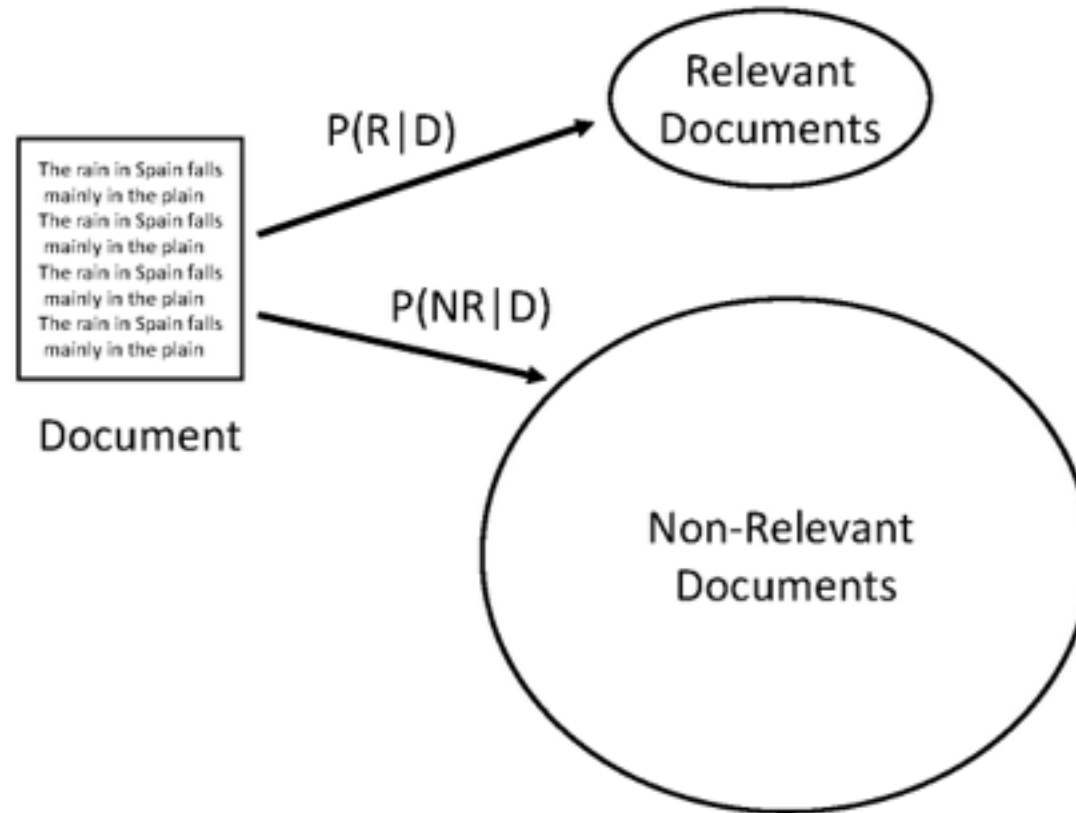 Relevant
Documents
P(R|D)
The rain in Spain falls
mainly in the plain
The rain in Spain falls
mainly in the plain
The rain in Spain falls
mainly in the plain
The rain in Spain falls
mainly in the plain
P(NR|D)
Document
Non-Relevant
Documents